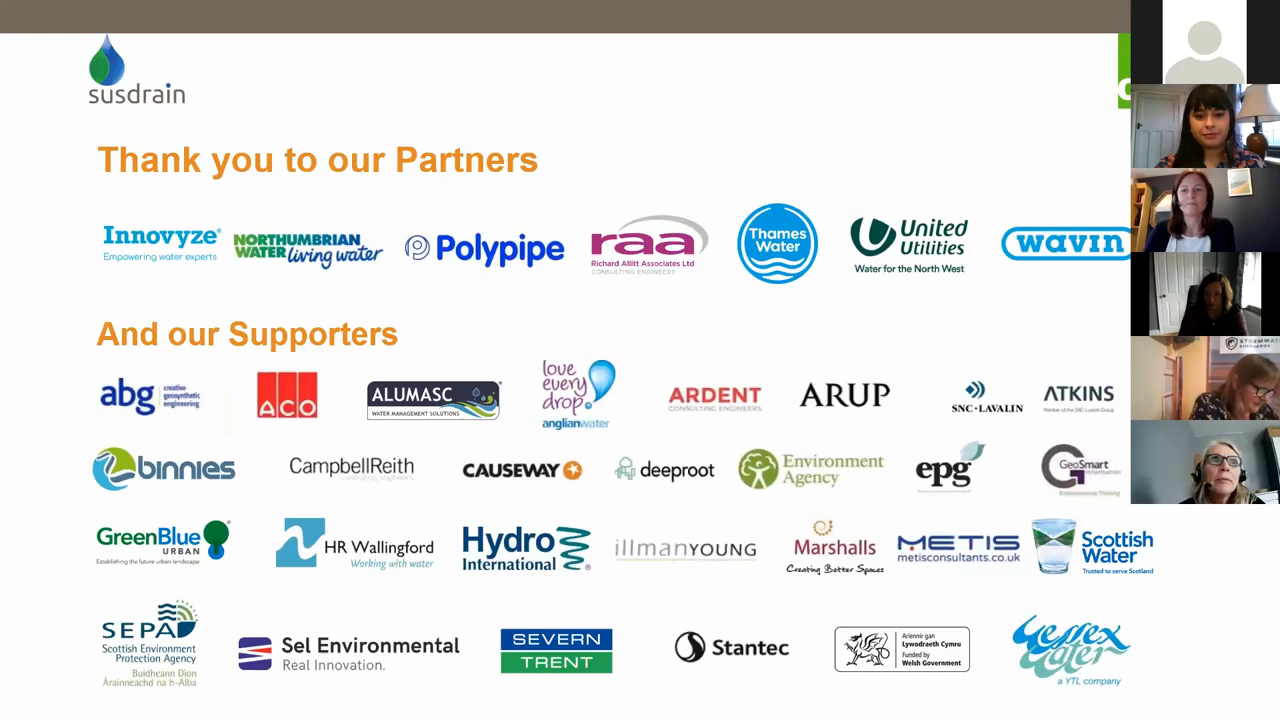 susdrain
Thank you to our Partners
Innovyze®
Empowering water experts
NORTHUMBRIAN
WATER living water
Polypipe
raa
Richard Allitt Associates Ltd
CONSULTING ENGINEERS
Thames
Water
United
Utilities
Water for the North West
wavin
And our Supporters
abg creative
geosynthetic
engineering
ACO
ALUMASC
WATER MANAGEMENT SOLUTIONS
love
every
drop
anglianwater
ARDENT
CONSULTING ENGINEERS
ARUP
SNC·LAVALIN
ATKINS
Member of the SNC-Lavalin Group
binnies
CampbellReith
CAUSEWAY
deeproot
Environment
Agency
epg
GeoSmart
Information
GreenBlue
URBAN
Establishing the future urban landscape
HR Wallingford
Working with water
Hydro
International
illmanYOUNG
Marshalls
Creating Better Spaces
METIS
metisconsultants.co.uk
Scottish
Water
Trusted to serve Scotland
SEPA
Scottish Environment
Protection Agency
Buidheann Dìon
Àrainneachd na h-Alba
Sel Environmental
Real Innovation.
SEVERN
TRENT
Stantec
Ariennir gan
Lywodraeth Cymru
Funded by
Welsh Government
Wessex
Water
a YTL company